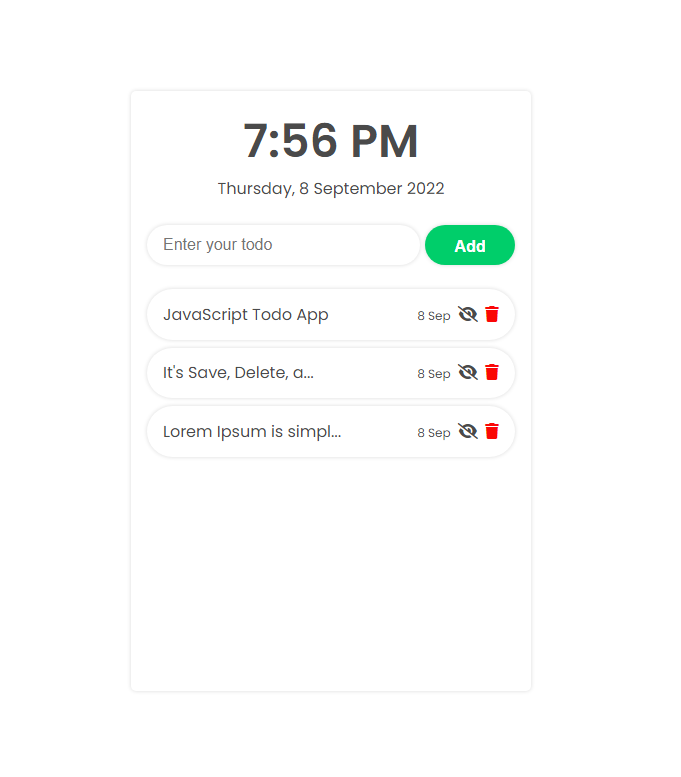 7:56 PM
Thursday, 8 September 2022
Enter your todo Add
JavaScript Todo App 8 Sep
It's Save, Delete, a... 8 Sep
Lorem Ipsum is simpl... 8 Sep